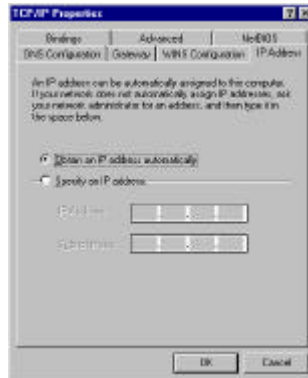 TCP/IP Properties
Bindings Advanced NetBIOS
DNS Configuration Gateway WINS Configuration IP Address
An IP address can be automatically assigned to this computer.
If your network does not automatically assign IP addresses, ask
your network administrator for an address, and then type it in
the space below.
Obtain an IP address automatically
Specify an IP address:
IP Address:
Subnet Mask:
OK Cancel